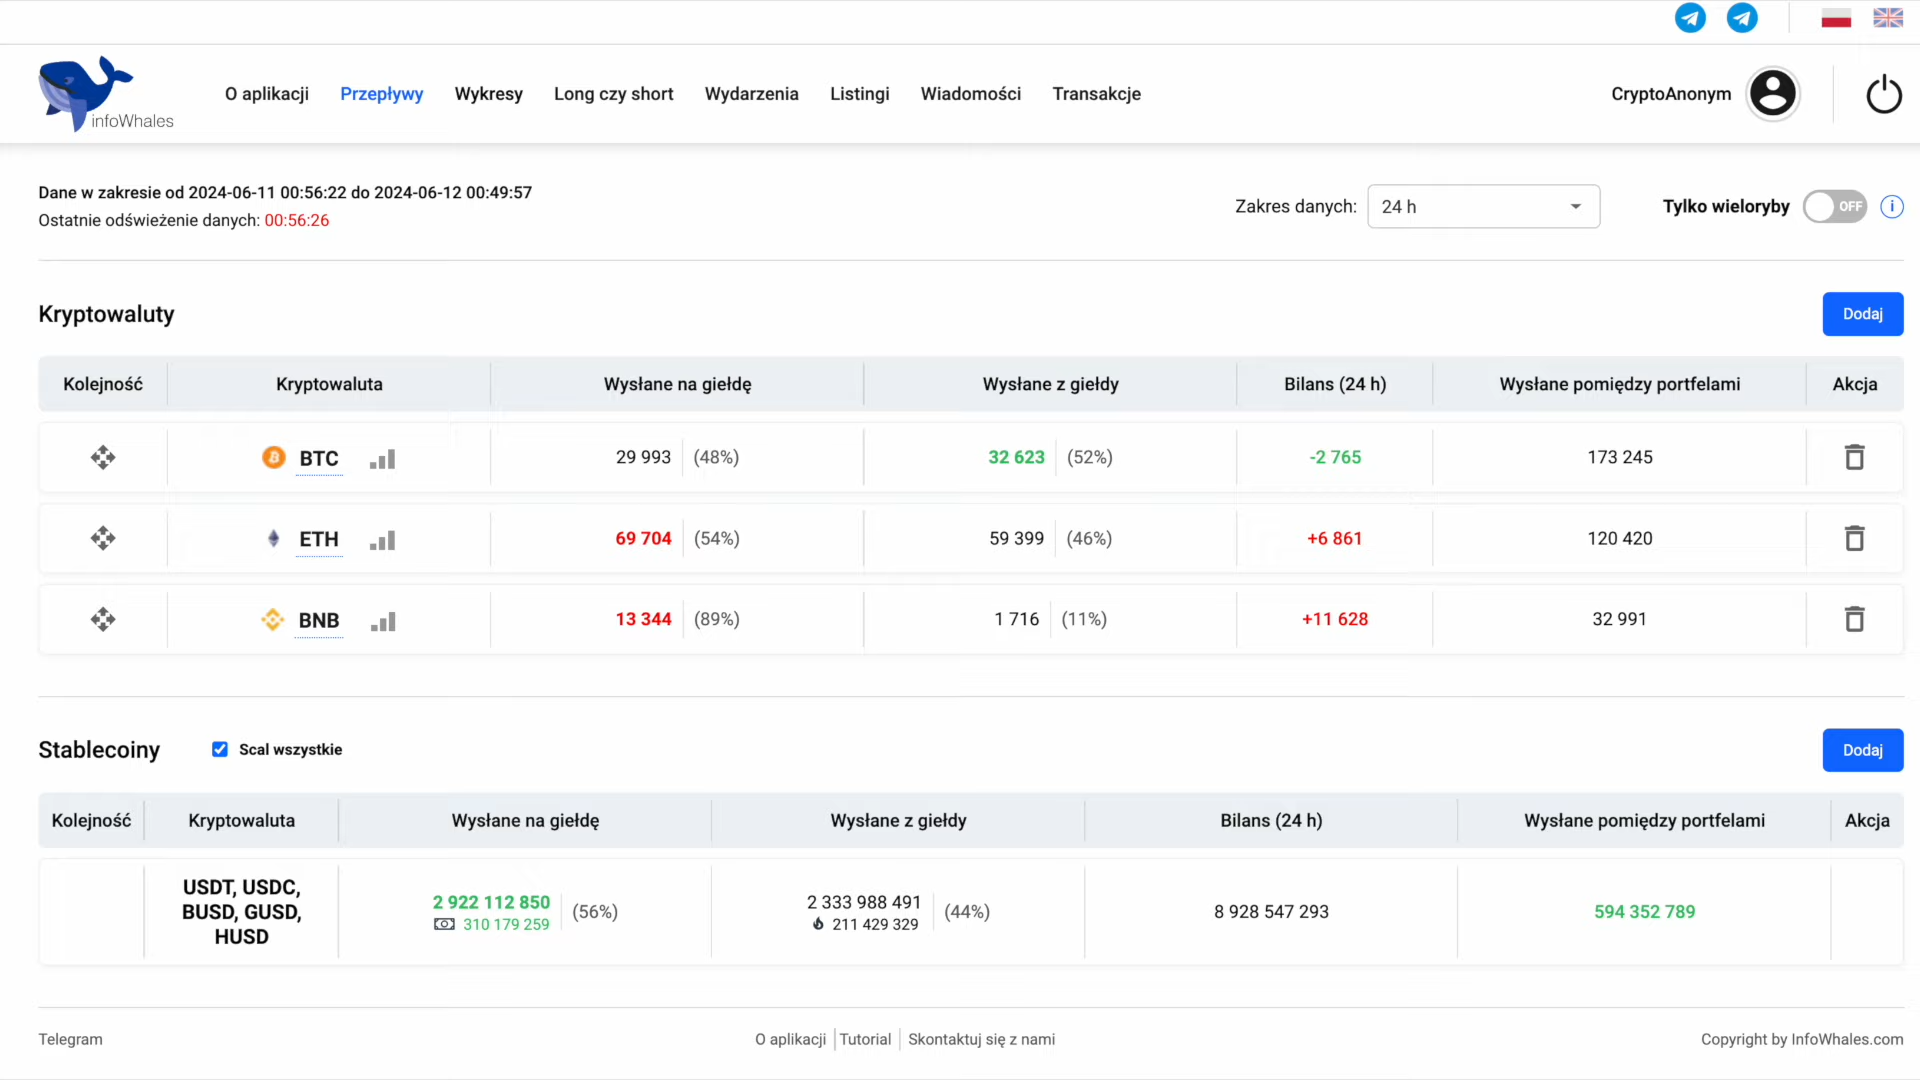 infoWhales
O aplikacji Przepływy Wykresy Long czy short Wydarzenia Listingi Wiadomości Transakcje CryptoAnonym
Dane w zakresie od 2024-06-11 00:56:22 do 2024-06-12 00:49:57
Ostatnie odświeżenie danych: 00:56:26
Zakres danych: 24 h Tylko wieloryby OFF i
Kryptowaluty Dodaj
Kolejność Kryptowaluta Wysłane na giełdę Wysłane z giełdy Bilans (24 h) Wysłane pomiędzy portfelami Akcja
BTC 29 993 (48%) 32 623 (52%) -2 765 173 245
ETH 69 704 (54%) 59 399 (46%) +6 861 120 420
BNB 13 344 (89%) 1 716 (11%) +11 628 32 991
Stablecoiny Scal wszystkie Dodaj
Kolejność Kryptowaluta Wysłane na giełdę Wysłane z giełdy Bilans (24 h) Wysłane pomiędzy portfelami Akcja
USDT, USDC,
BUSD, GUSD,
HUSD
2 922 112 850
310 179 259
(56%)
2 333 988 491
211 429 329
(44%)
8 928 547 293
594 352 789
Telegram O aplikacji Tutorial Skontaktuj się z nami Copyright by InfoWhales.com